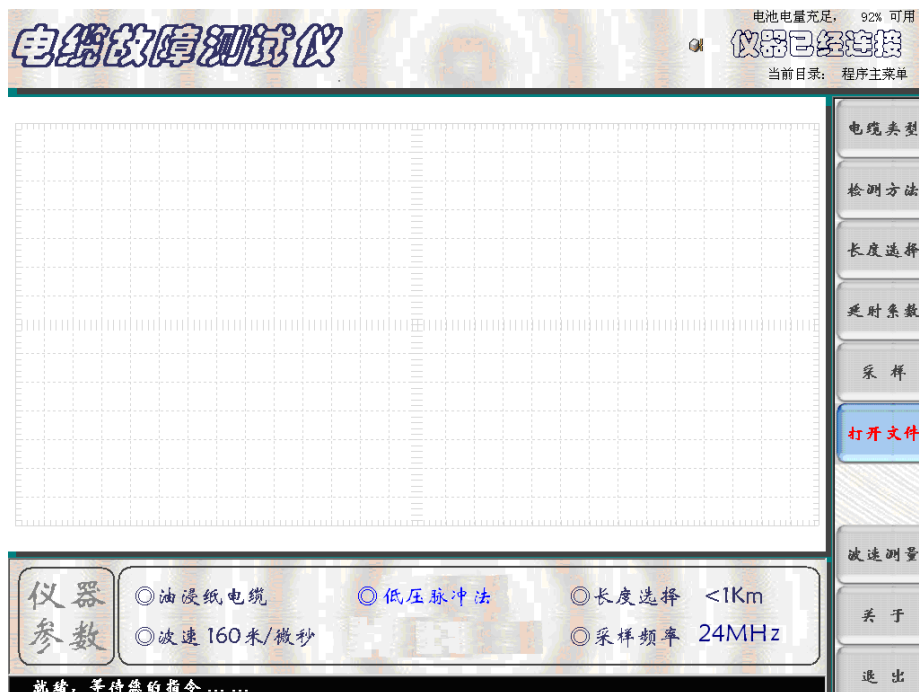 电池电量充足， 92% 可用
电缆故障测试仪
仪器已经连接
当前目录： 程序主菜单
电缆类型
检测方法
长度选择
延时系数
采 样
打开文件
波速测量
关 于
退 出
仪器参数
◎油浸纸电缆
◎低压脉冲法
◎长度选择 <1Km
◎波速 160米/微秒
◎采样频率 24MHz
就绪，等待您的指令 ... ...